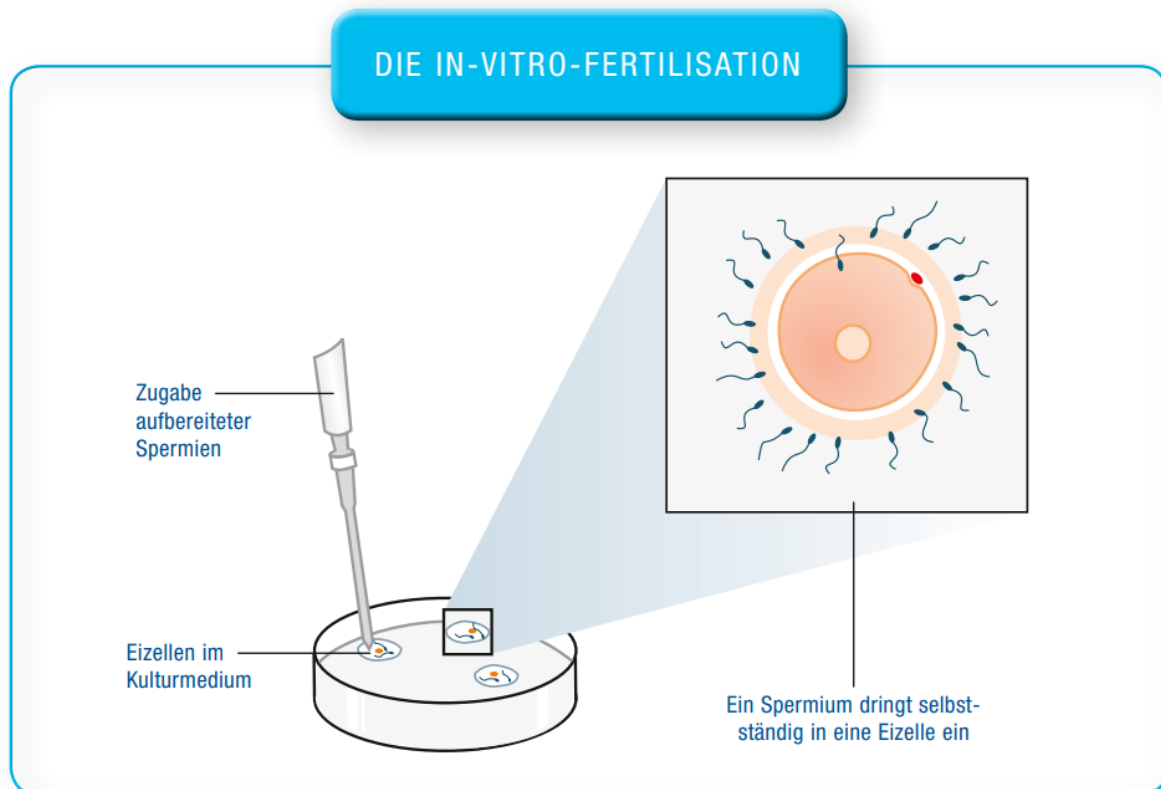 DIE IN-VITRO-FERTILISATION
Zugabe
aufbereiteter
Spermien
Eizellen im
Kulturmedium
Ein Spermium dringt selbst-
ständig in eine Eizelle ein